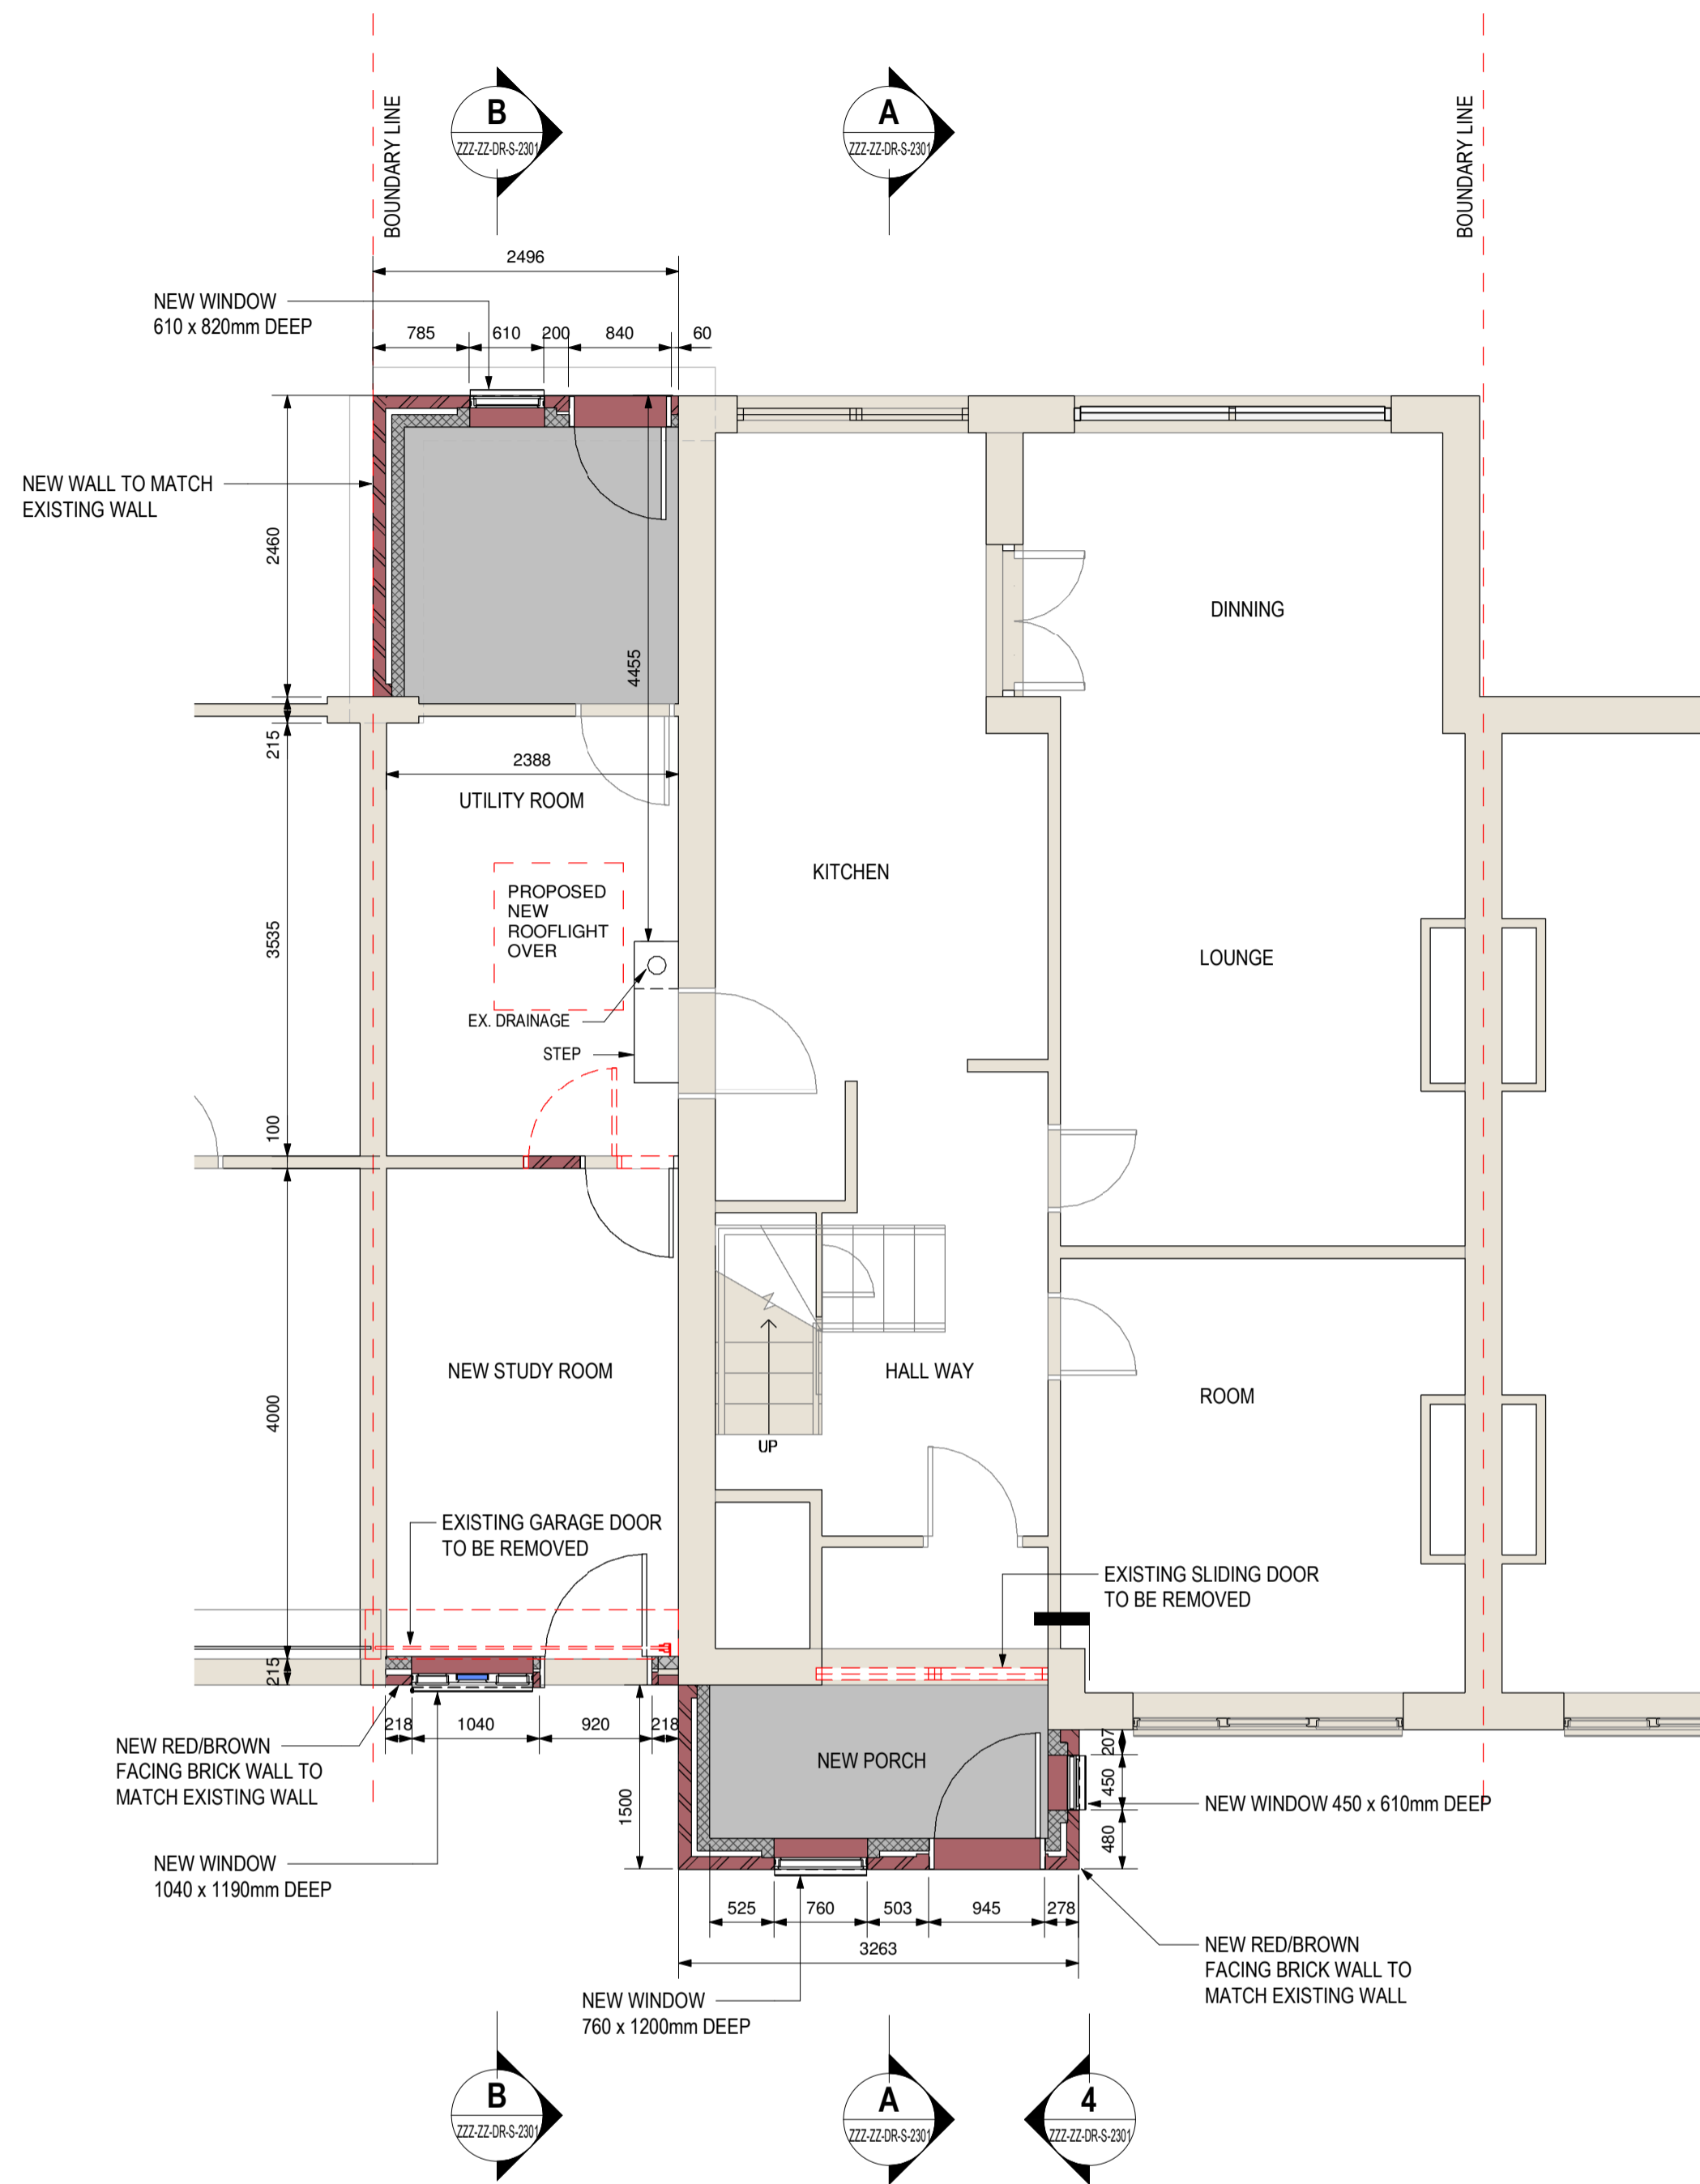 BOUNDARY LINE
B
ZZZ-ZZ-DR-S-2301
A
ZZZ-ZZ-DR-S-2301
BOUNDARY LINE
2496
NEW WINDOW
610 x 820mm DEEP
785
610
200
840
60
NEW WALL TO MATCH
EXISTING WALL
2460
4455
DINNING
215
2388
UTILITY ROOM
KITCHEN
PROPOSED
NEW
ROOFLIGHT
OVER
3535
LOUNGE
EX. DRAINAGE
STEP
100
NEW STUDY ROOM
HALL WAY
ROOM
4000
UP
EXISTING GARAGE DOOR
TO BE REMOVED
EXISTING SLIDING DOOR
TO BE REMOVED
215
218
1040
920
218
207
NEW RED/BROWN
FACING BRICK WALL TO
MATCH EXISTING WALL
NEW PORCH
450
1500
NEW WINDOW 450 x 610mm DEEP
480
NEW WINDOW
1040 x 1190mm DEEP
525
760
503
945
278
3263
NEW RED/BROWN
FACING BRICK WALL TO
MATCH EXISTING WALL
NEW WINDOW
760 x 1200mm DEEP
B
ZZZ-ZZ-DR-S-2301
A
ZZZ-ZZ-DR-S-2301
4
ZZZ-ZZ-DR-S-2301